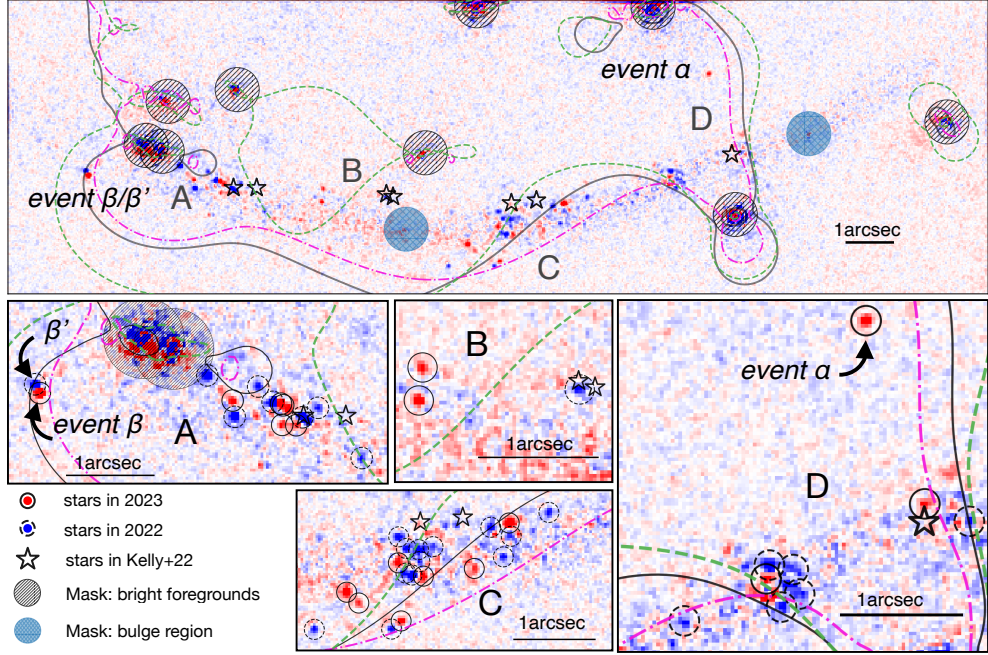 event α
D
B
event β/β’
A
C
1arcsec
β’
event β
A
1arcsec
B
1arcsec
event α
D
1arcsec
stars in 2023
stars in 2022
stars in Kelly+22
Mask: bright foregrounds
Mask: bulge region
C
1arcsec